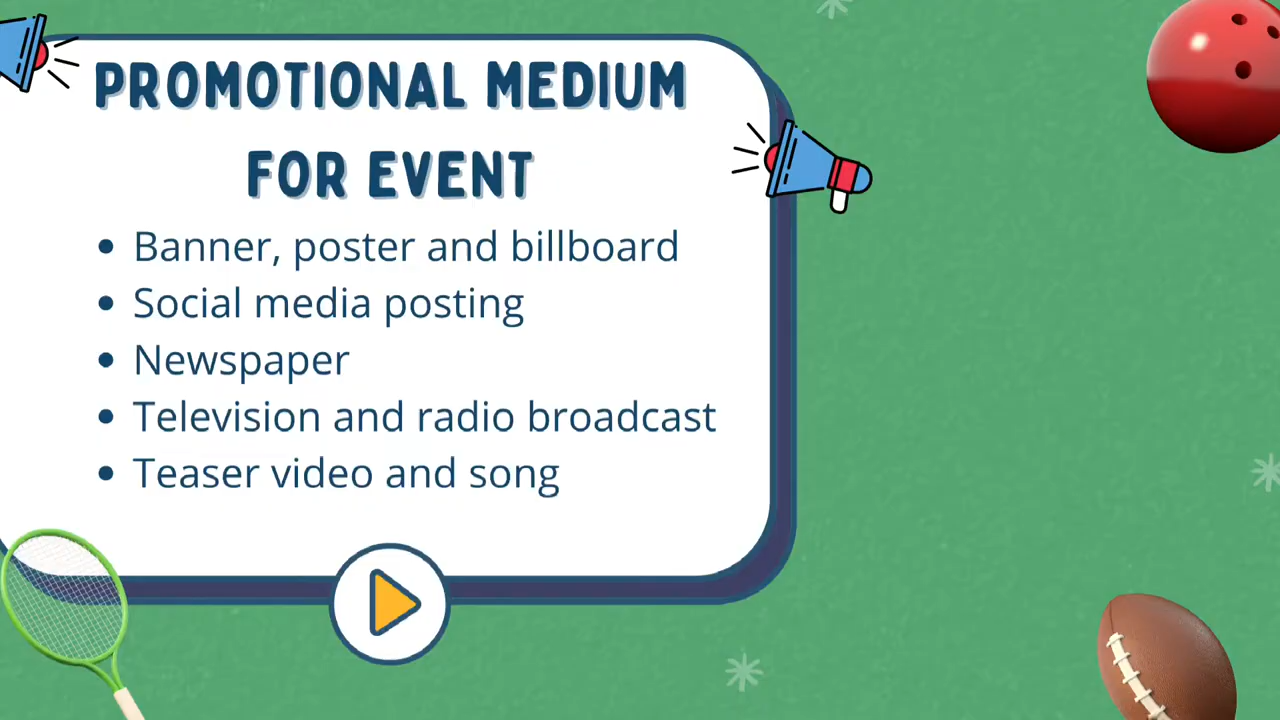 PROMOTIONAL MEDIUM
FOR EVENT
• Banner, poster and billboard
• Social media posting
• Newspaper
• Television and radio broadcast
• Teaser video and song